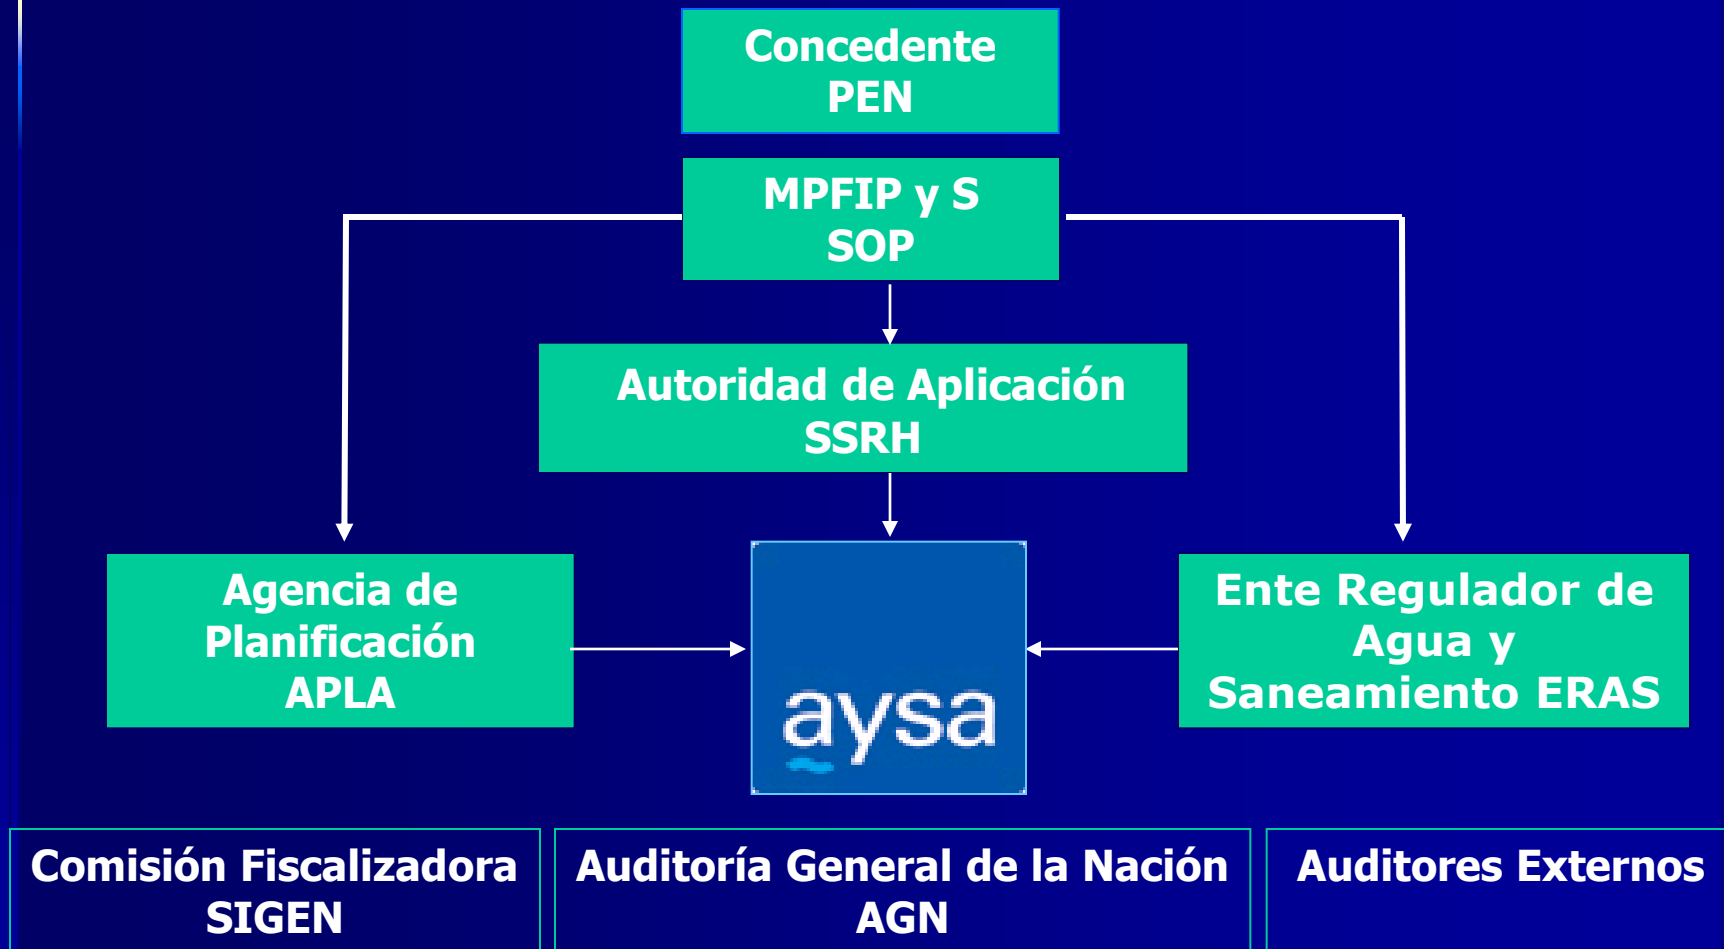 Concedente
PEN
MPFIP y S
SOP
Autoridad de Aplicación
SSRH
Agencia de
Planificación
APLA
aysa
Ente Regulador de
Agua y
Saneamiento ERAS
Comisión Fiscalizadora
SIGEN
Auditoría General de la Nación
AGN
Auditores Externos